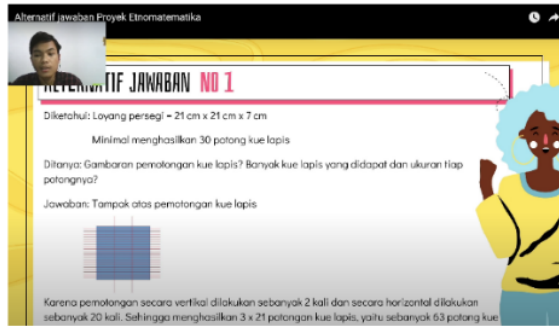 Alternatif jawaban Proyek Etnomatematika
ALTERNATIF JAWABAN NO 1
Diketahui: Loyang persegi = 21 cm x 21 cm x 7 cm
Minimal menghasilkan 30 potong kue lapis
Ditanya: Gambaran pemotongan kue lapis? Banyak kue lapis yang didapat dan ukuran tiap
potongnya?
Jawaban: Tampak atas pemotongan kue lapis
Karena pemotongan secara vertikal dilakukan sebanyak 2 kali dan secara horizontal dilakukan
sebanyak 20 kali. Sehingga menghasilkan 3 x 21 potongan kue lapis, yaitu sebanyak 63 potong kue